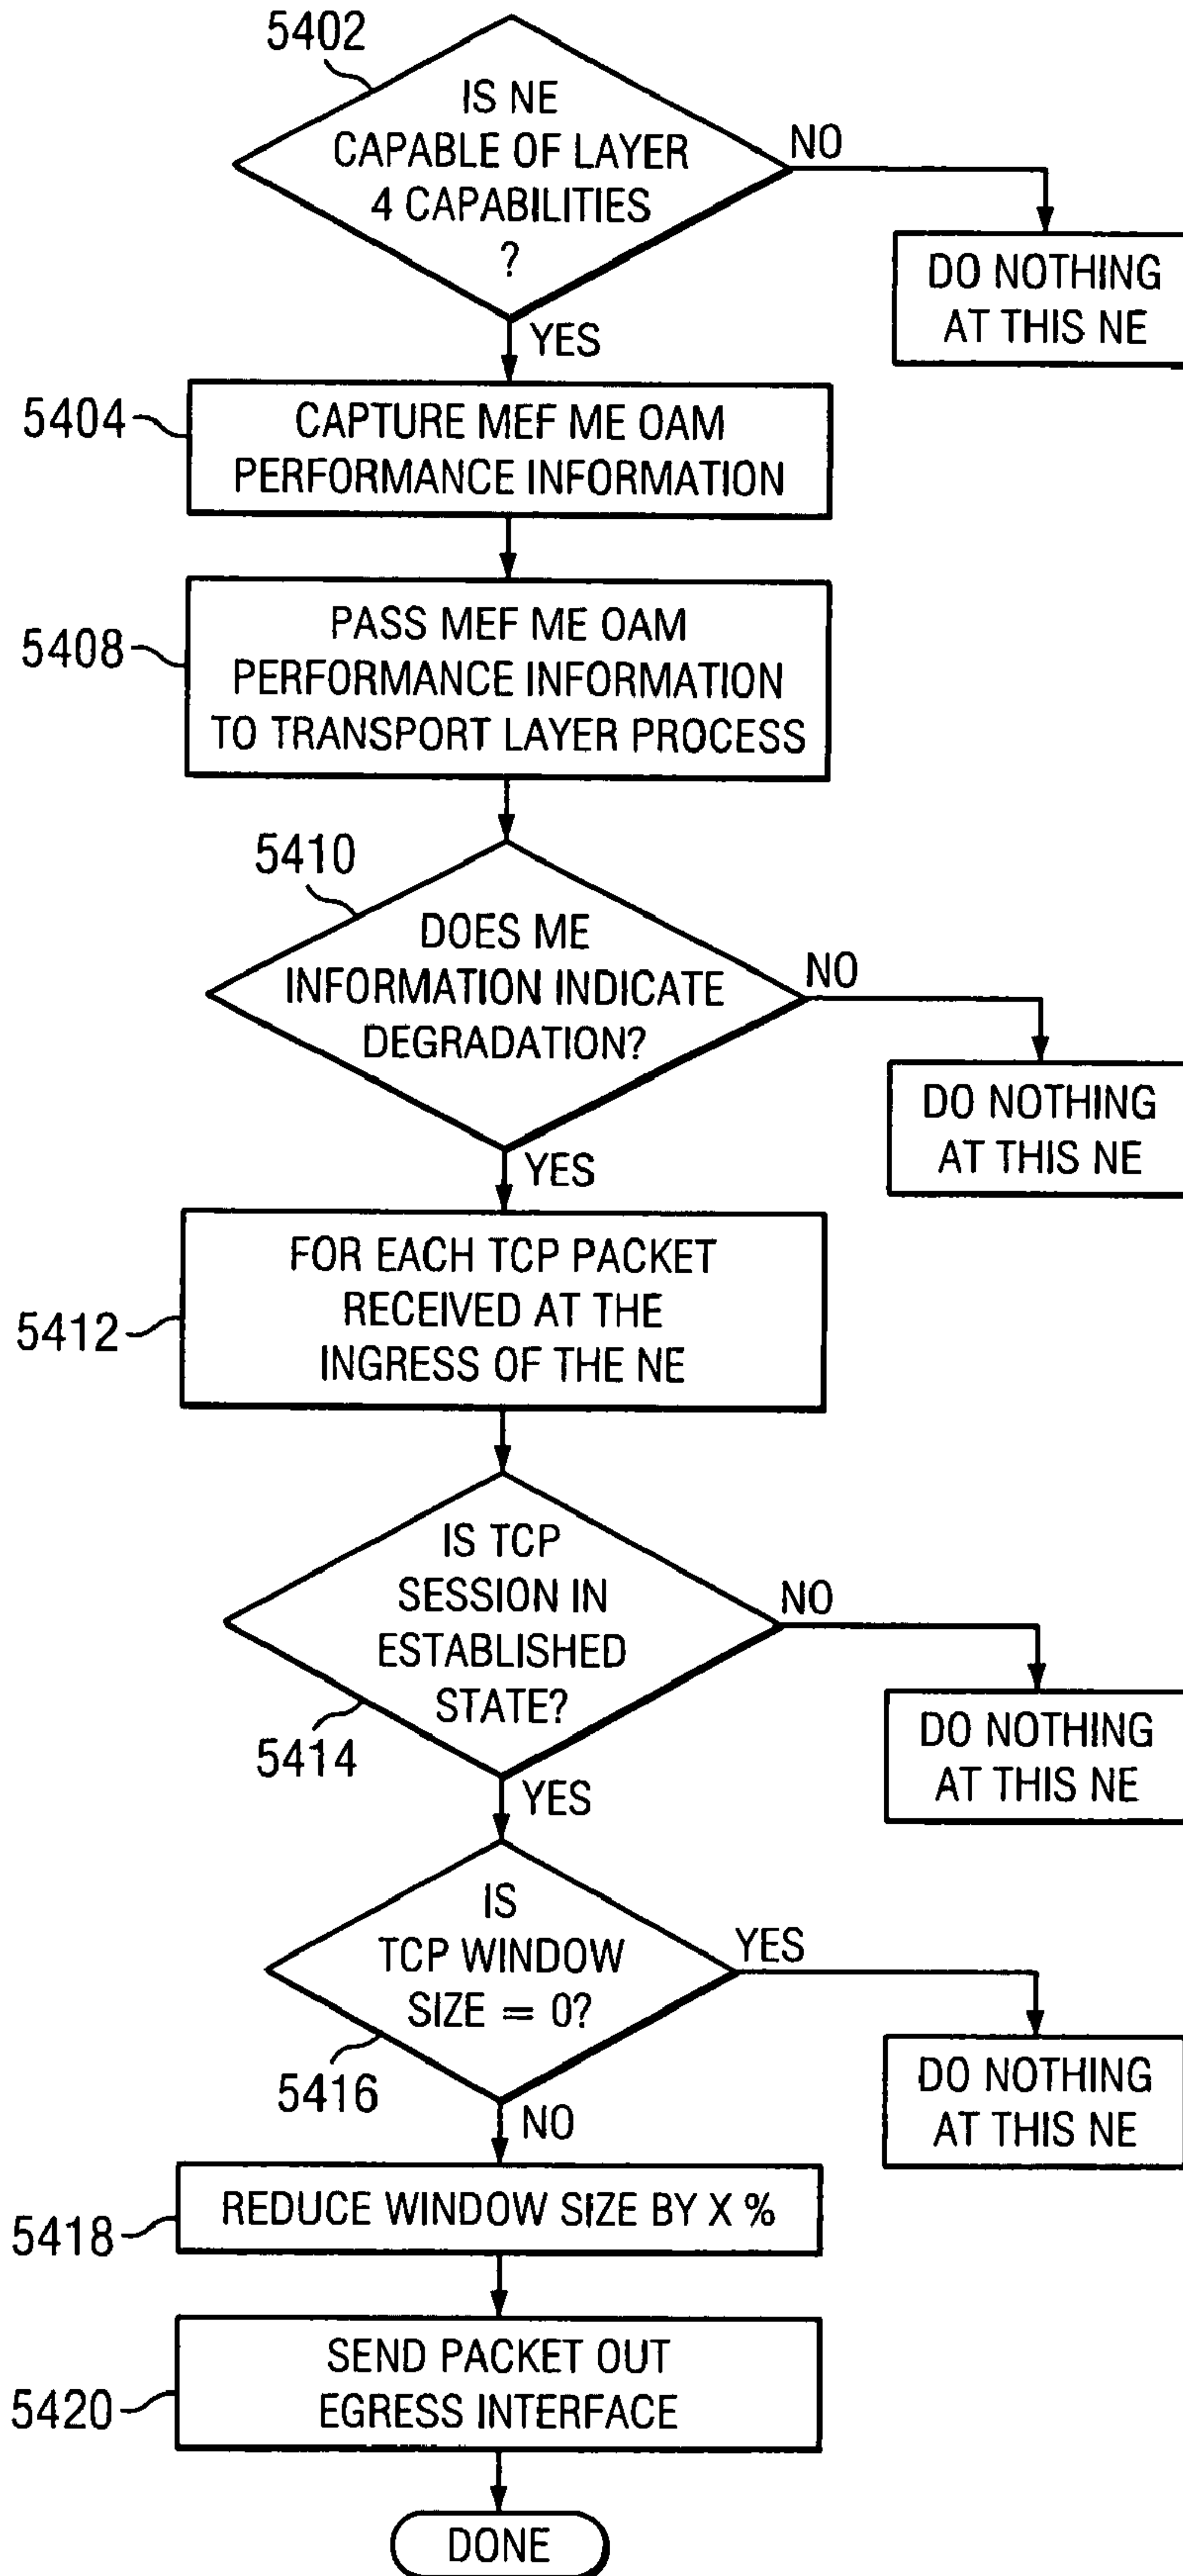 5402
IS NE
CAPABLE OF LAYER
4 CAPABILITIES
?
NO
DO NOTHING
AT THIS NE
YES
5404
CAPTURE MEF ME OAM
PERFORMANCE INFORMATION
5408
PASS MEF ME OAM
PERFORMANCE INFORMATION
TO TRANSPORT LAYER PROCESS
5410
DOES ME
INFORMATION INDICATE
DEGRADATION?
NO
DO NOTHING
AT THIS NE
YES
5412
FOR EACH TCP PACKET
RECEIVED AT THE
INGRESS OF THE NE
IS TCP
SESSION IN
ESTABLISHED
STATE?
5414
NO
DO NOTHING
AT THIS NE
YES
IS
TCP WINDOW
SIZE = 0?
5416
YES
DO NOTHING
AT THIS NE
NO
5418
REDUCE WINDOW SIZE BY X %
5420
SEND PACKET OUT
EGRESS INTERFACE
DONE